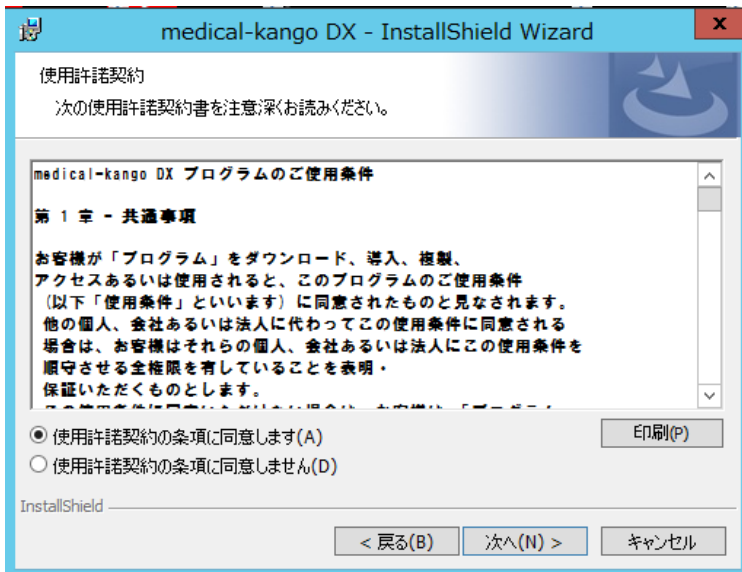 medical-kango DX - InstallShield Wizard
x
使用許諾契約
次の使用許諾契約書を注意深くお読みください。
medical-kango DX プログラムのご使用条件
第 1 章 - 共通事項
お客様が「プログラム」をダウンロード、導入、複製、
アクセスあるいは使用されると、このプログラムのご使用条件
（以下「使用条件」といいます）に同意されたものと見なされます。
他の個人、会社あるいは法人に代わってこの使用条件に同意される
場合は、お客様はそれらの個人、会社あるいは法人にこの使用条件を
順守させる全権限を有していることを表明・
保証いただくものとします。
使用許諾契約の条項に同意します(A)
印刷(P)
使用許諾契約の条項に同意しません(D)
InstallShield
< 戻る(B)
次へ(N) >
キャンセル